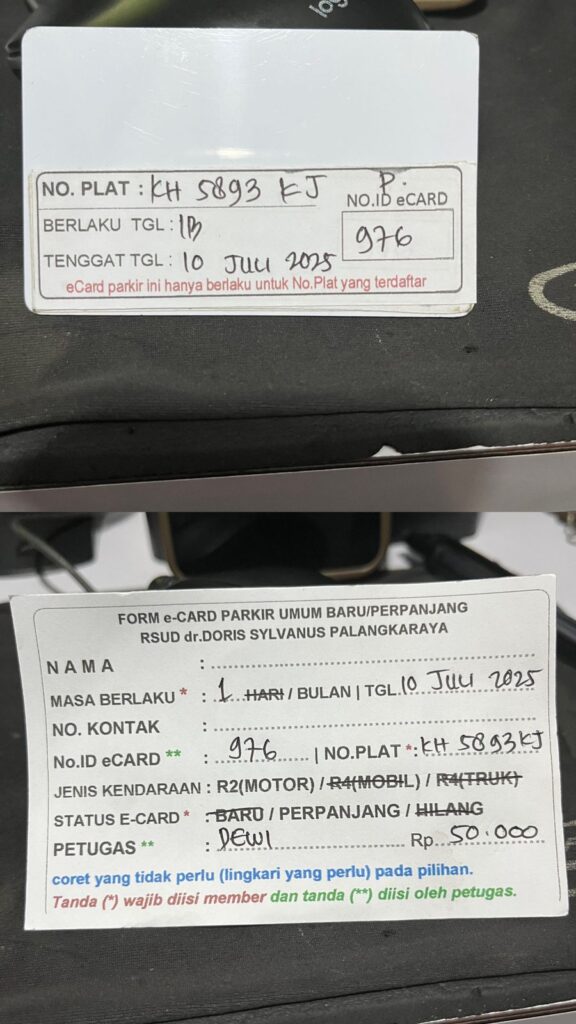 log
NO. PLAT : KH 5893 KJ P.
NO.ID eCARD
BERLAKU TGL : 1B
976
TENGGAT TGL : 10 JULI 2025
eCard parkir ini hanya berlaku untuk No.Plat yang terdaftar
FORM e-CARD PARKIR UMUM BARU/PERPANJANG
RSUD dr.DORIS SYLVANUS PALANGKARAYA
NAMA :
MASA BERLAKU * : 1 HARI / BULAN | TGL. 10 JULI 2025
NO. KONTAK :
No.ID eCARD ** : 976 | NO.PLAT *: KH 5893 KJ
JENIS KENDARAAN : R2(MOTOR) / R4(MOBIL) / R4(TRUK)
STATUS E-CARD * : BARU / PERPANJANG / HILANG
PETUGAS ** : DEWI Rp. 50.000
coret yang tidak perlu (lingkari yang perlu) pada pilihan.
Tanda (*) wajib diisi member dan tanda (**) diisi oleh petugas.